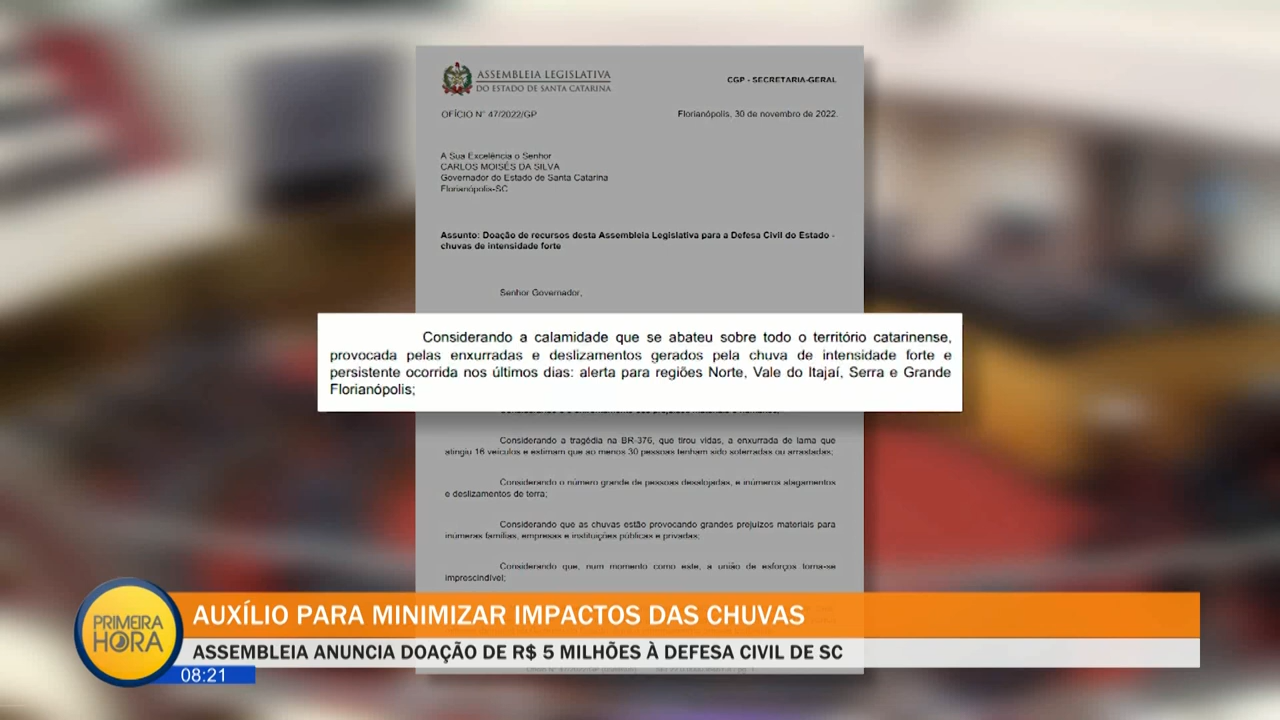 ASSEMBLEIA LEGISLATIVA
DO ESTADO DE SANTA CATARINA
CGP - SECRETARIA-GERAL
OFÍCIO N° 47/2022/GP
Florianópolis, 30 de novembro de 2022.
A Sua Excelência o Senhor
CARLOS MOISÉS DA SILVA
Governador do Estado de Santa Catarina
Florianópolis-SC
Assunto: Doação de recursos desta Assembleia Legislativa para a Defesa Civil do Estado -
chuvas de intensidade forte
Senhor Governador,
Considerando a calamidade que se abateu sobre todo o território catarinense,
provocada pelas enxurradas e deslizamentos gerados pela chuva de intensidade forte e
persistente ocorrida nos últimos dias: alerta para regiões Norte, Vale do Itajaí, Serra e Grande
Florianópolis;
Considerando a tragédia na BR-376, que tirou vidas, a enxurrada de lama que
atingiu 16 veículos e estimam que ao menos 30 pessoas tenham sido soterradas ou arrastadas;
Considerando o número grande de pessoas desalojadas, e inúmeros alagamentos
e deslizamentos de terra;
Considerando que as chuvas estão provocando grandes prejuízos materiais para
inúmeras famílias, empresas e instituições públicas e privadas;
Considerando que, num momento como este, a união de esforços torna-se
imprescindível;
PRIMEIRA
HORA
AUXÍLIO PARA MINIMIZAR IMPACTOS DAS CHUVAS
ASSEMBLEIA ANUNCIA DOAÇÃO DE R$ 5 MILHÕES À DEFESA CIVIL DE SC
08:21